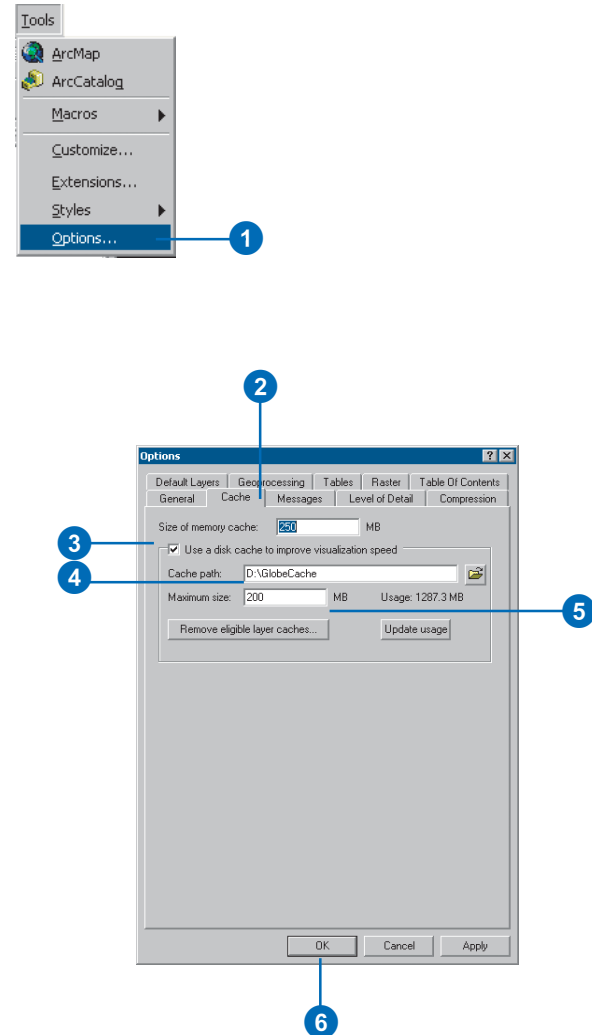 Tools
ArcMap
ArcCatalog
Macros
Customize...
Extensions...
Styles
Options...
1
2
Options
Default Layers Geoprocessing Tables Raster Table Of Contents
General Cache Messages Level of Detail Compression
Size of memory cache: 250 MB
3
Use a disk cache to improve visualization speed
4
Cache path: D:\GlobeCache
Maximum size: 200 MB Usage: 1287.3 MB
5
Remove eligible layer caches... Update usage
OK Cancel Apply
6